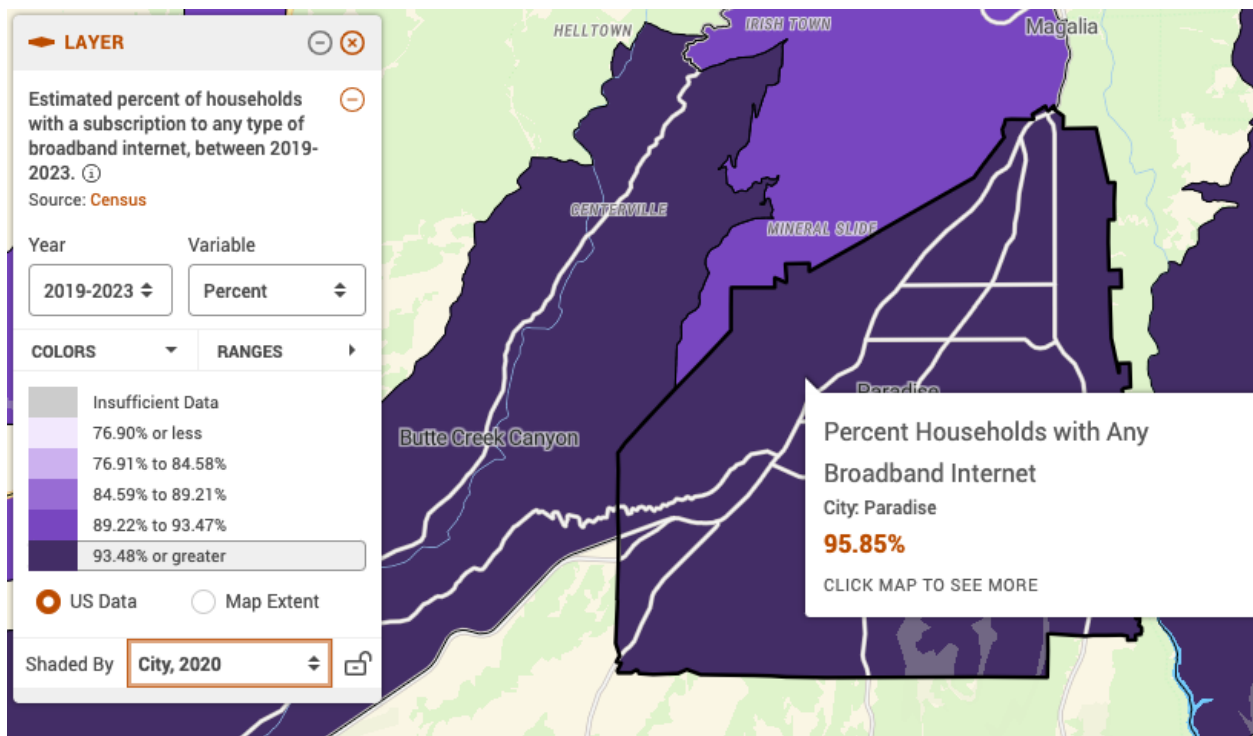 LAYER
Estimated percent of households
with a subscription to any type of
broadband internet, between 2019-
2023.
Source: Census
Year
Variable
2019-2023
Percent
COLORS
RANGES
Insufficient Data
76.90% or less
76.91% to 84.58%
84.59% to 89.21%
89.22% to 93.47%
93.48% or greater
US Data
Map Extent
Shaded By
City, 2020
HELLTOWN
IRISH TOWN
Magalia
CENTERVILLE
MINERAL SLIDE
Butte Creek Canyon
Paradise
Percent Households with Any
Broadband Internet
City: Paradise
95.85%
CLICK MAP TO SEE MORE